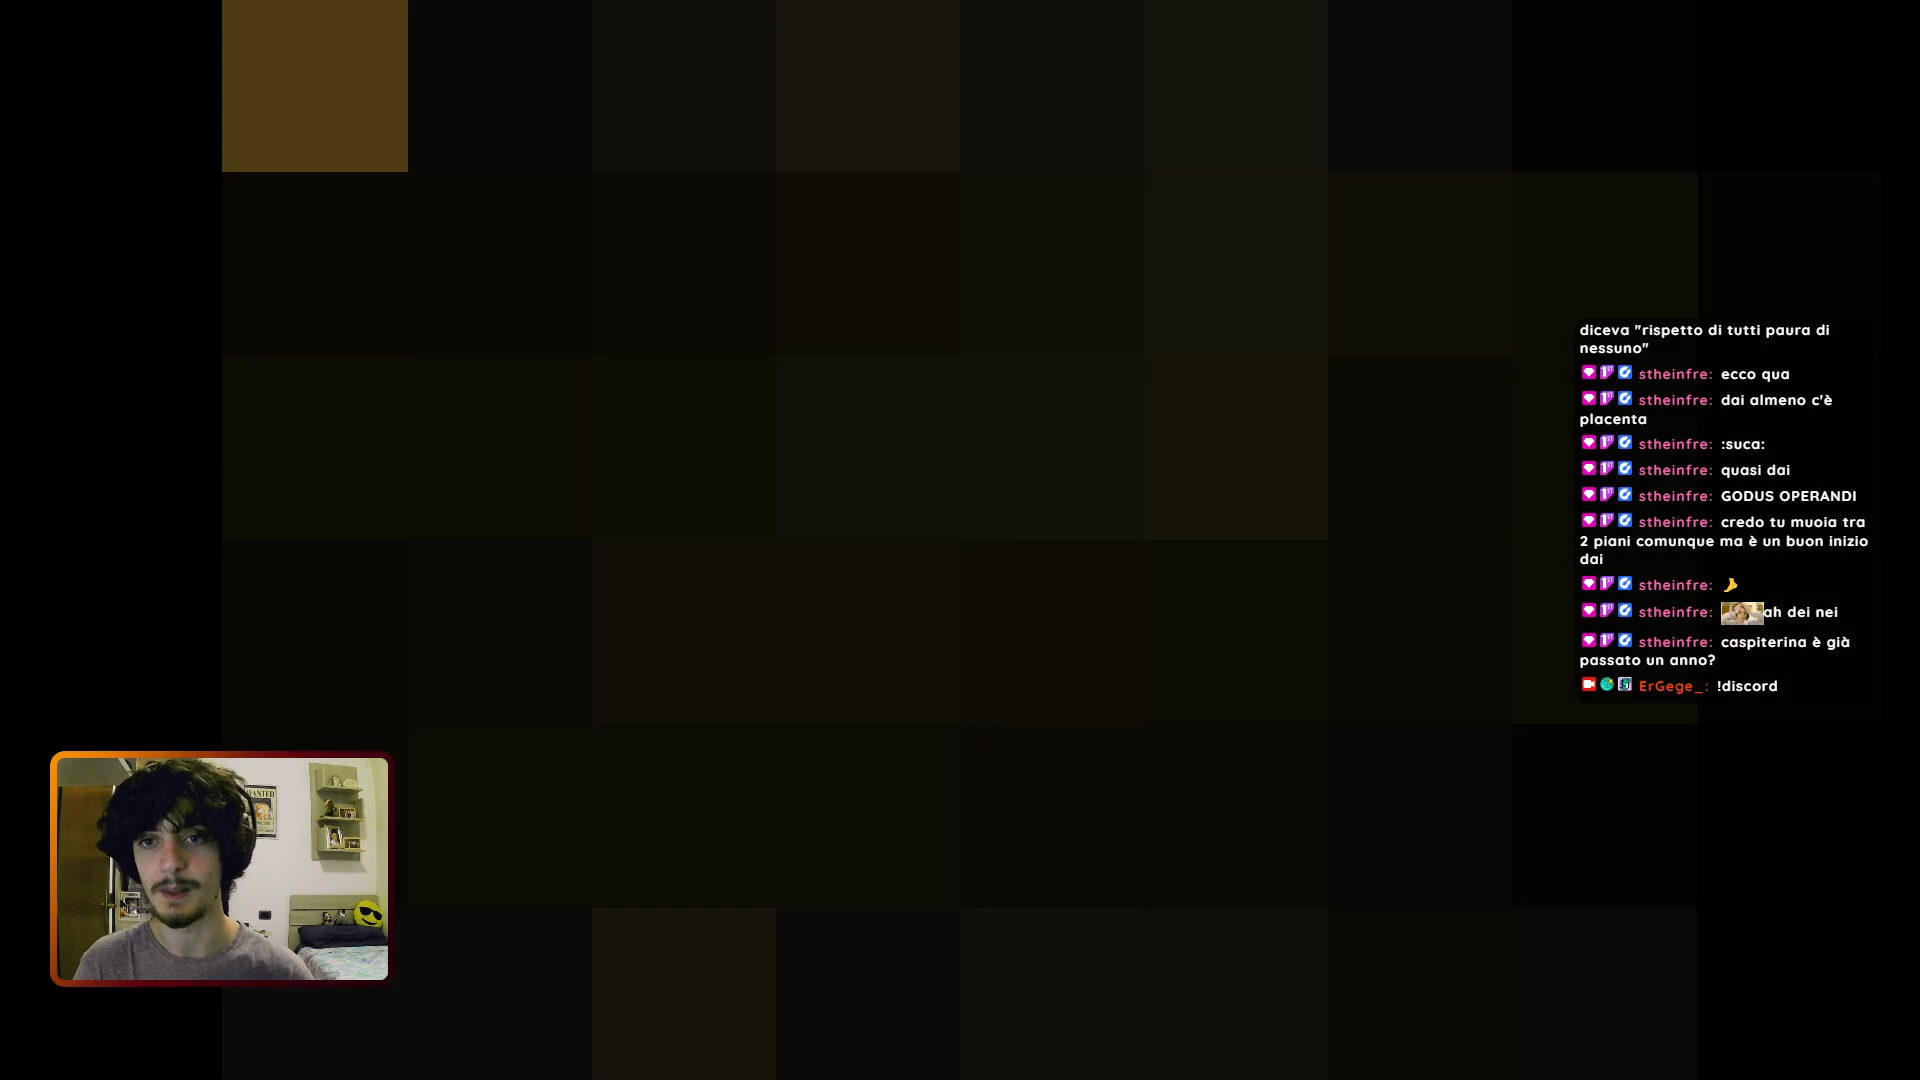 diceva "rispetto di tutti paura di
nessuno"
stheinfre: ecco qua
stheinfre: dai almeno c'è
placenta
stheinfre: :suca:
stheinfre: quasi dai
stheinfre: GODUS OPERANDI
stheinfre: credo tu muoia tra
2 piani comunque ma è un buon inizio
dai
stheinfre: 🦶
stheinfre: ah dei nei
stheinfre: caspiterina è già
passato un anno?
ErGege_: !discord
WANTED